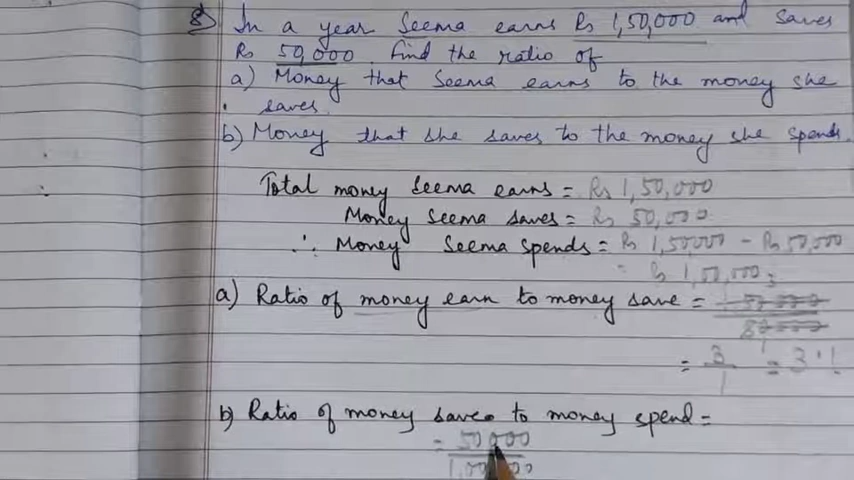 8) In a year Seema earns Rs 1,50,000 and saves
Rs 50,000. Find the ratio of
a) Money that Seema earns to the money she
saves.
b) Money that she saves to the money she spends.
Total money Seema earns = Rs 1,50,000
Money Seema saves = Rs 50,000
∴ Money Seema spends = Rs 1,50,000 - Rs 50,000
= Rs 1,00,000
a) Ratio of money earn to money save = 
= 3/1 = 3:1
b) Ratio of money save to money spend =
= 50000